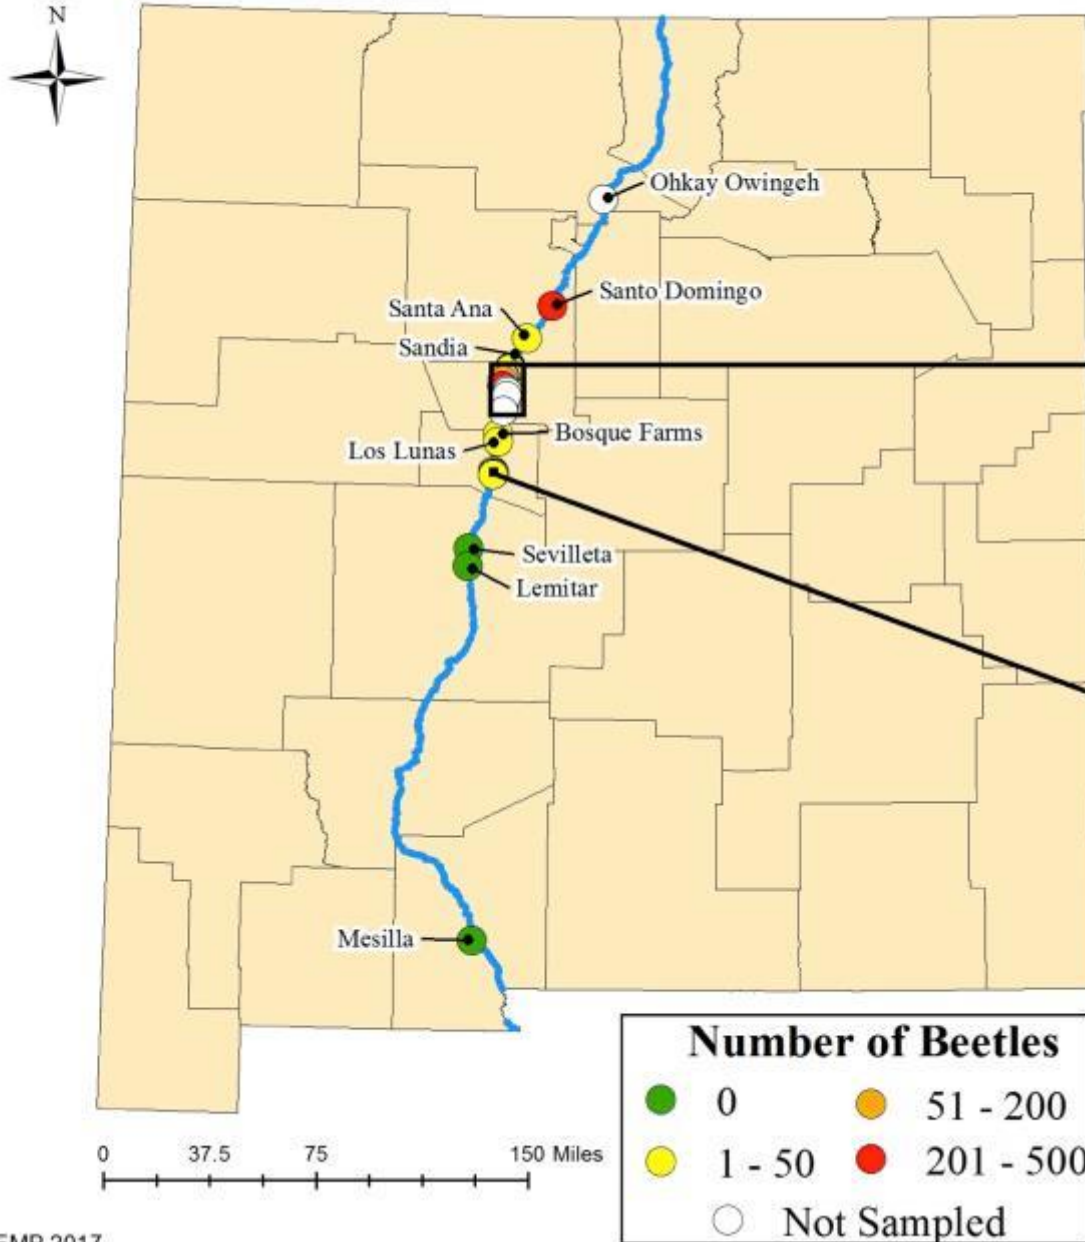 N
Ohkay Owingeh
Santo Domingo
Santa Ana
Sandia
Bosque Farms
Los Lunas
Sevilleta
Lemitar
Mesilla
Number of Beetles
0
51 - 200
1 - 50
201 - 500
Not Sampled
0 37.5 75 150 Miles
2017